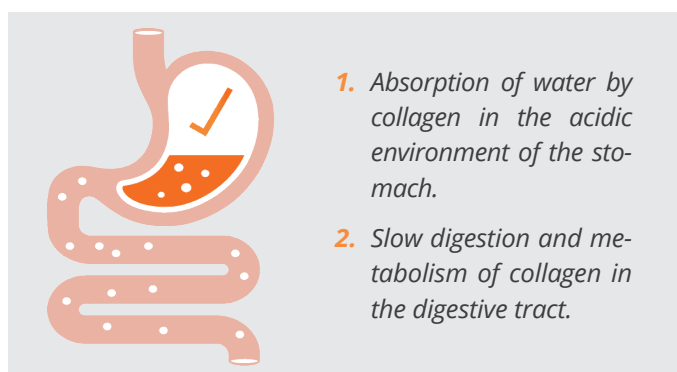 1. Absorption of water by
collagen in the acidic
environment of the sto-
mach.
2. Slow digestion and me-
tabolism of collagen in
the digestive tract.